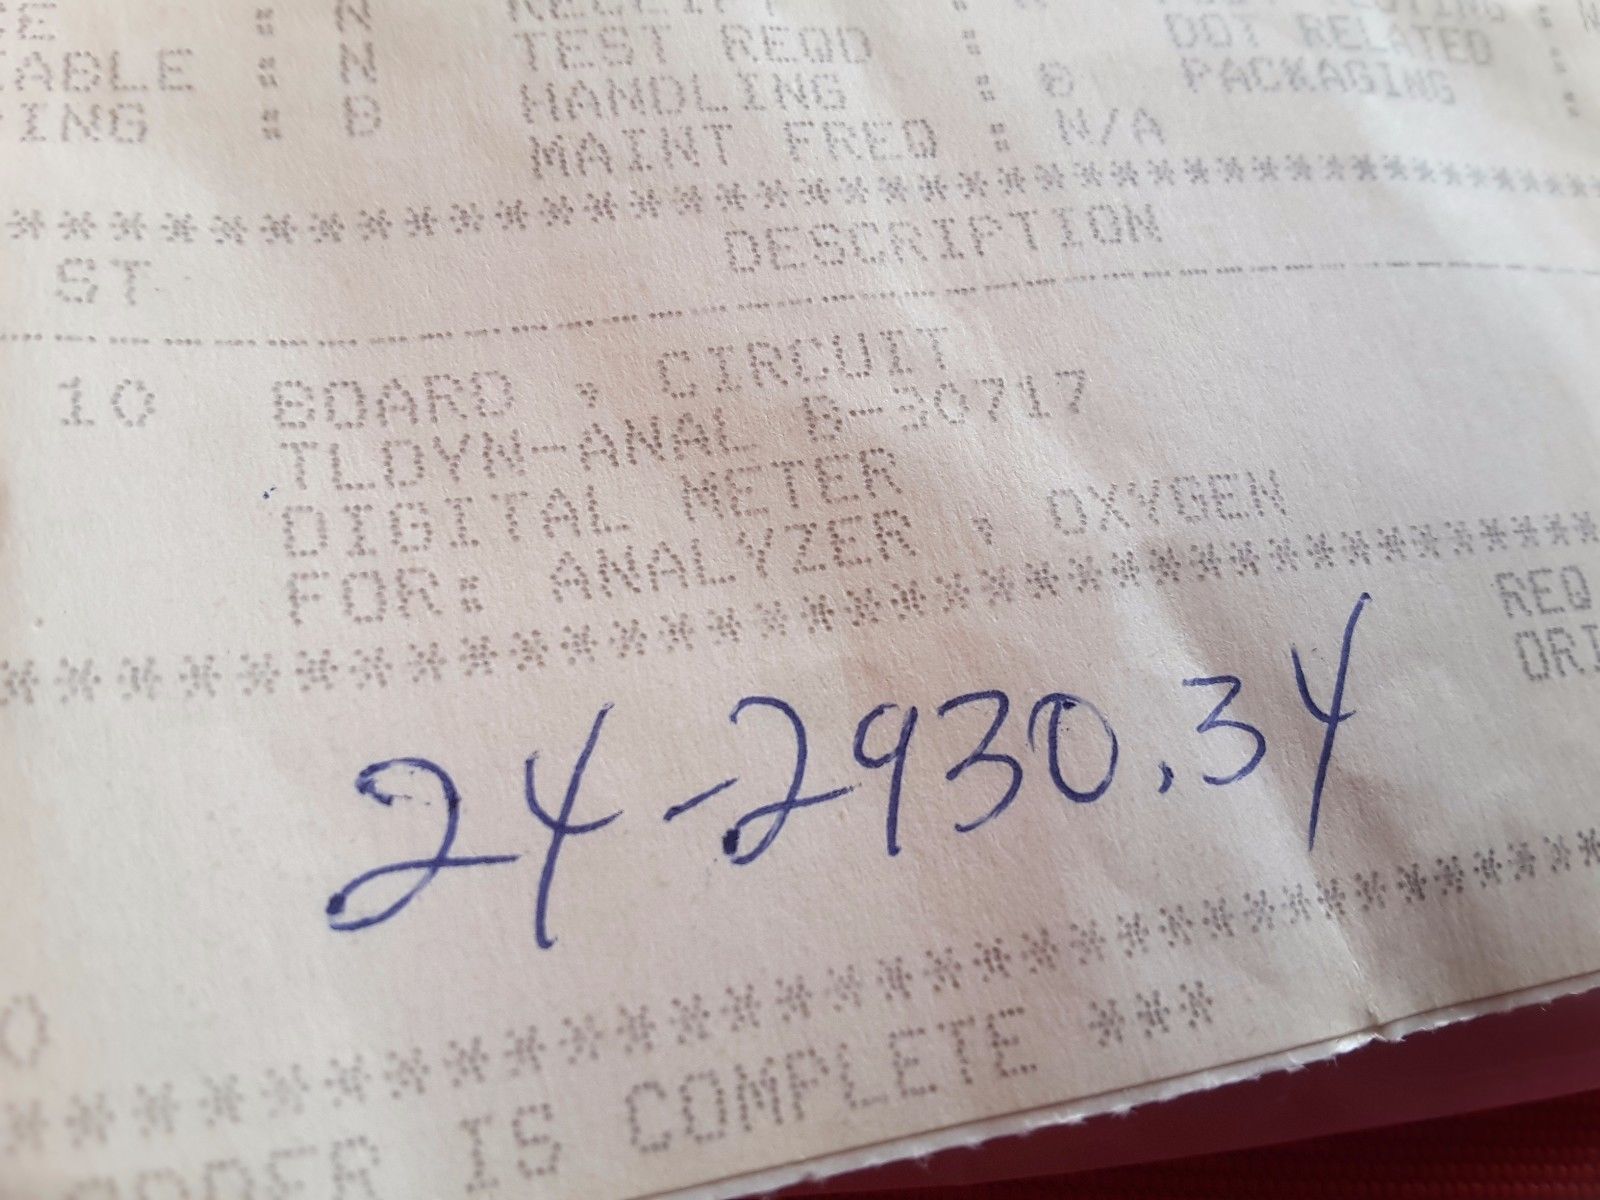 : N RECEIPT :
ABLE : N TEST REQD : DOT RELATED :
ING : B HANDLING : @ PACKAGING :
MAINT FREQ : N/A
*******************************
ST DESCRIPTION
10 BOARD , CIRCUIT
TLDYN-ANAL B-30717
DIGITAL METER
FOR: ANALYZER , OXYGEN
*******************************
REQ
ORI
24-2930.34
0
*******************************
IS COMPLETE ***